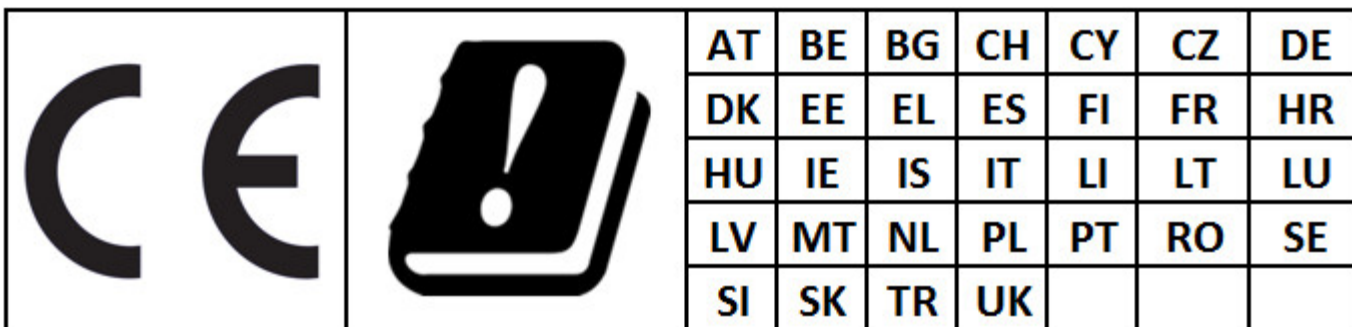 CE
AT BE BG CH CY CZ DE
DK EE EL ES FI FR HR
HU IE IS IT LI LT LU
LV MT NL PL PT RO SE
SI SK TR UK